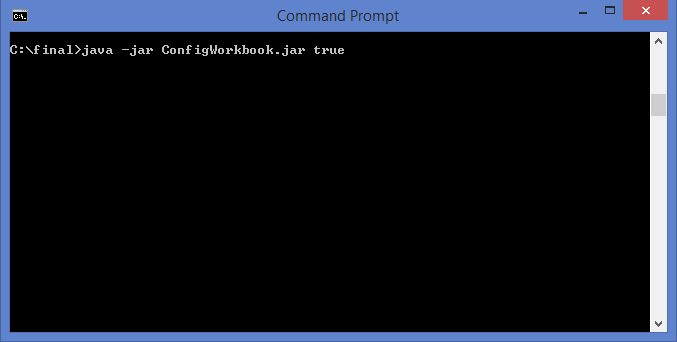 Command Prompt
C:\final>java -jar ConfigWorkbook.jar true